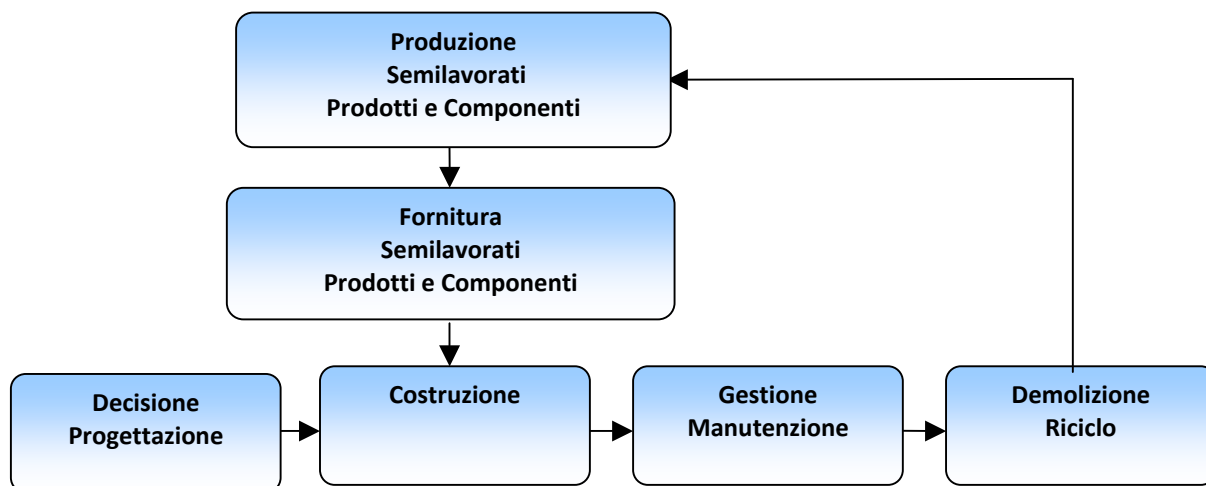 Produzione
Semilavorati
Prodotti e Componenti
Fornitura
Semilavorati
Prodotti e Componenti
Decisione
Progettazione
Costruzione
Gestione
Manutenzione
Demolizione
Riciclo